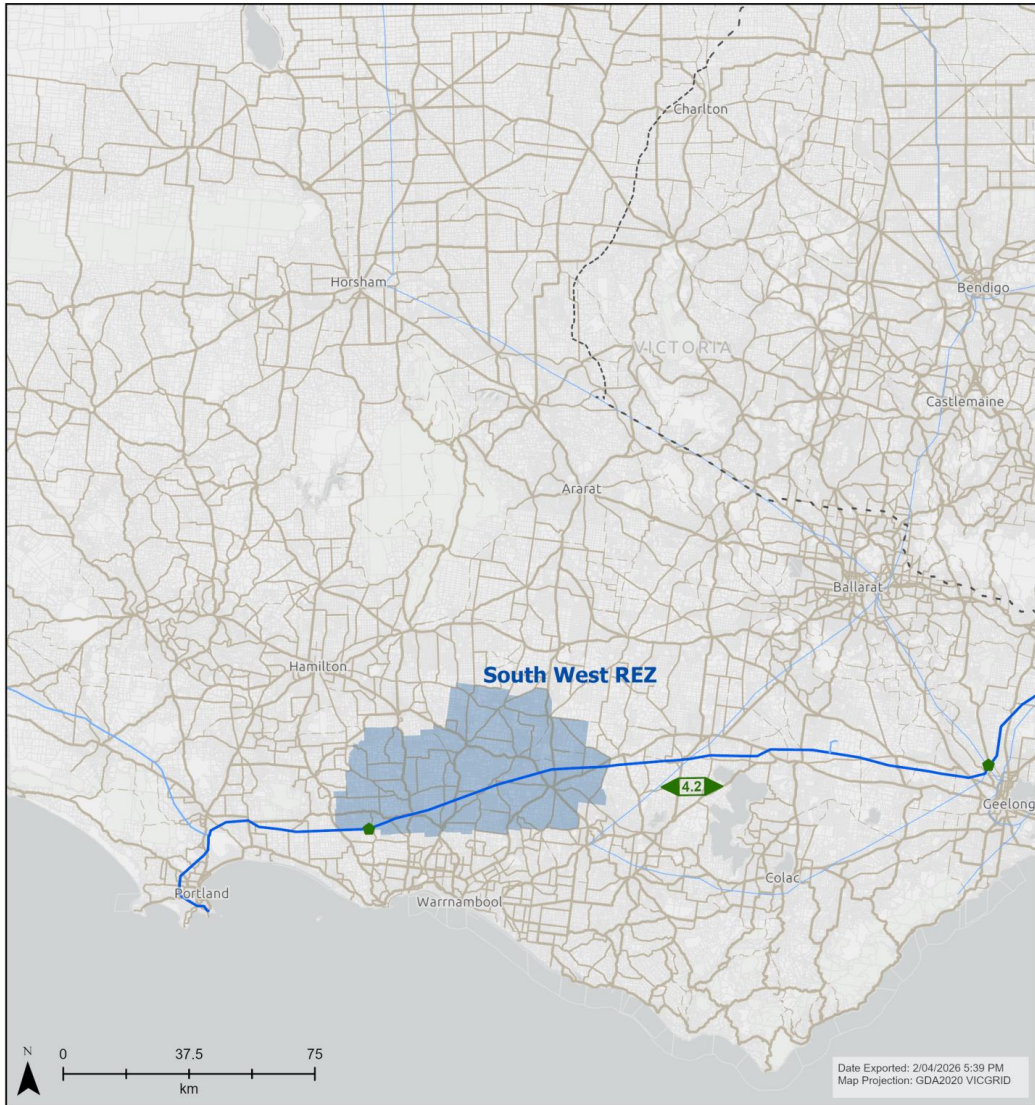 Charlton
Horsham
Bendigo
VICTORIA
Castlemaine
Ararat
Ballarat
Hamilton
South West REZ
4.2
Geelong
Colac
Portland
Warrnambool
N
0 37.5 75
km
Date Exported: 2/04/2026 5:39 PM
Map Projection: GDA2020 VICGRID